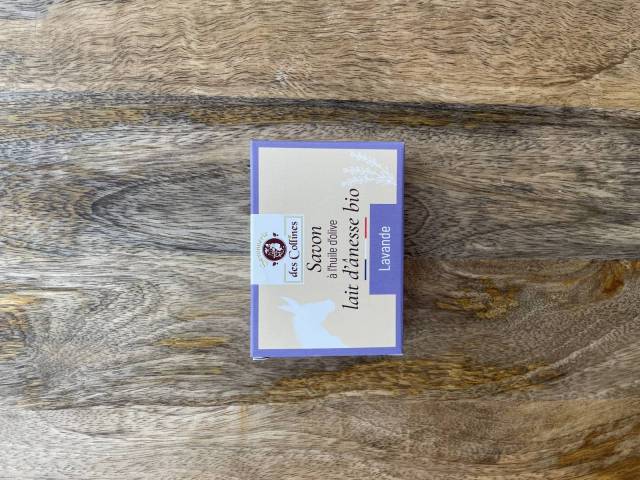 des Collines
Savon
à l'huile d'olive
lait d'ânesse bio
Lavande